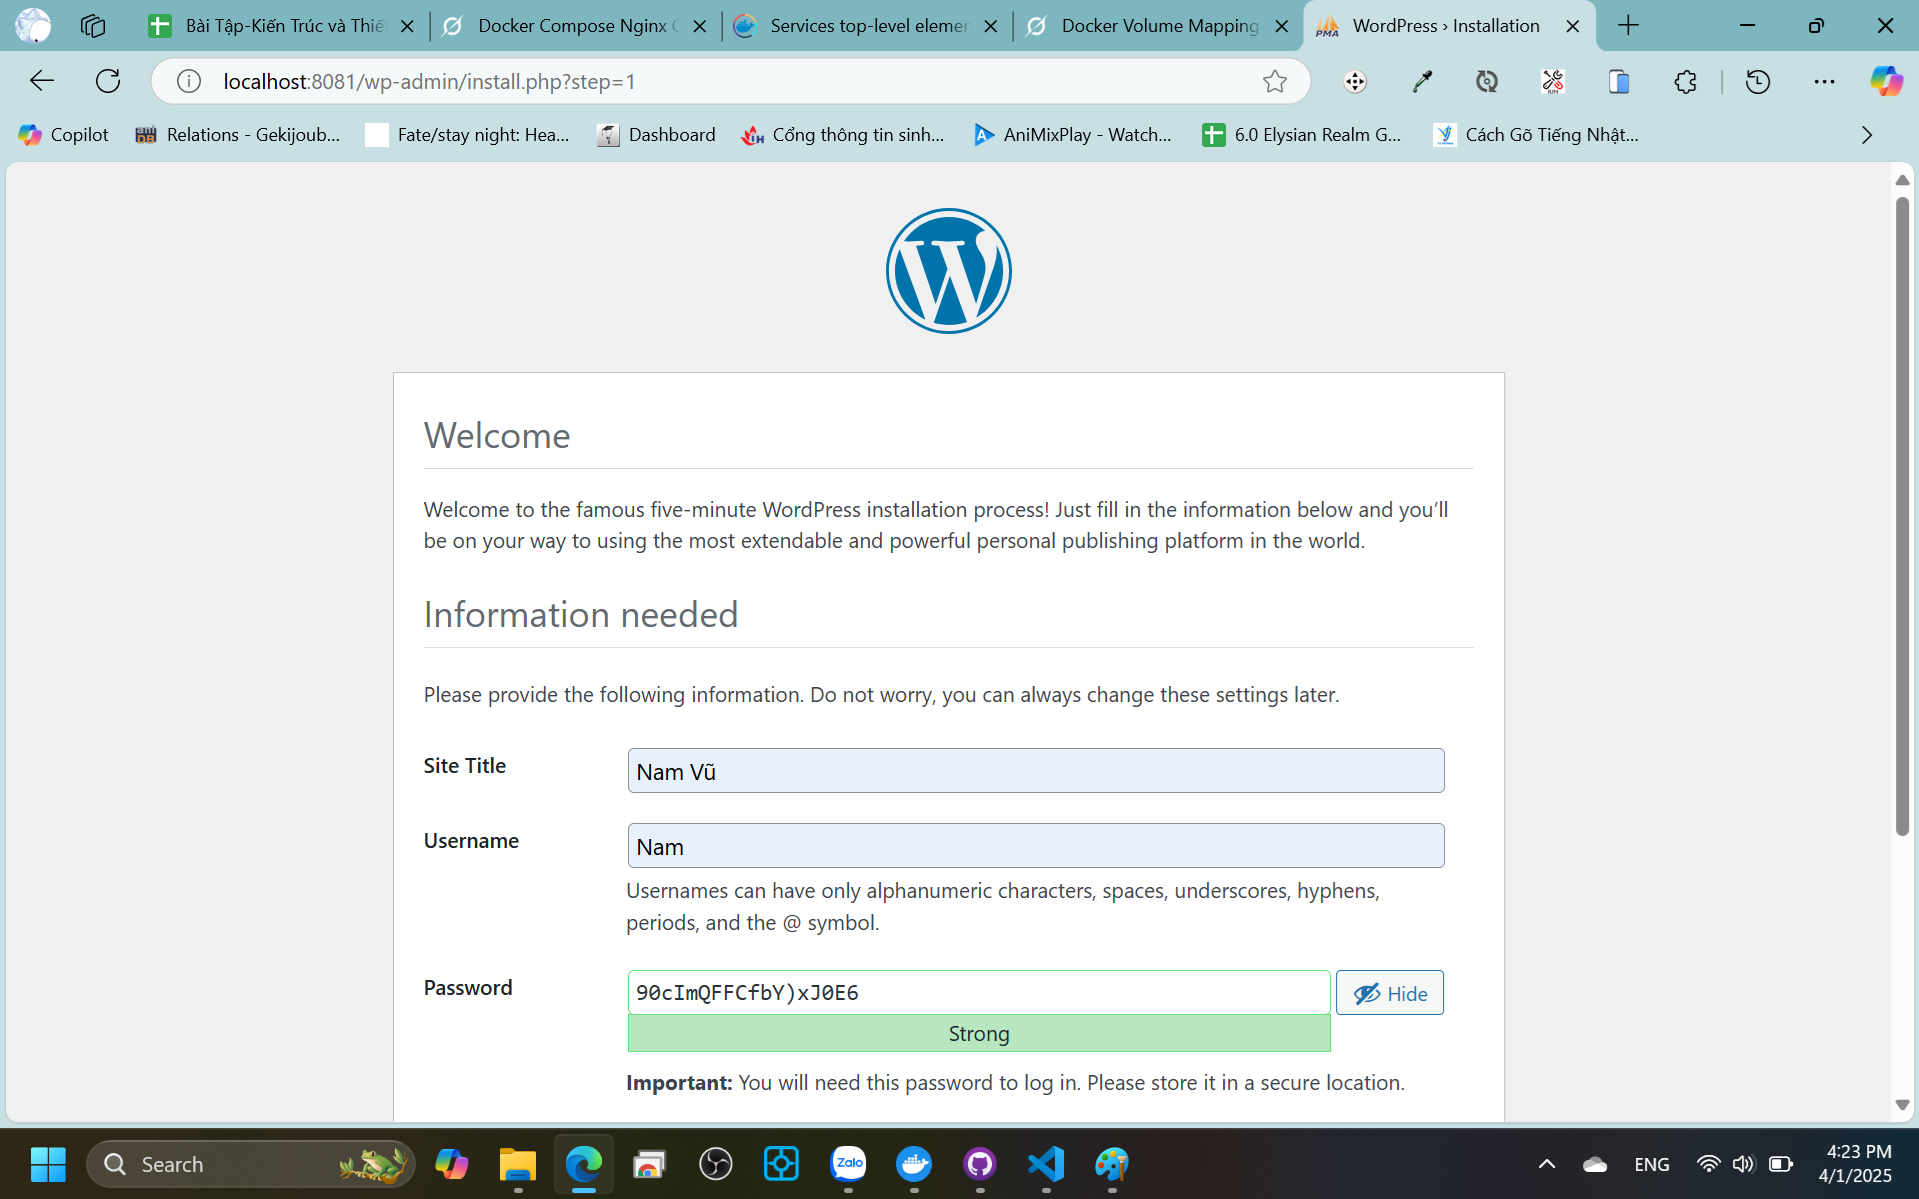 Bài Tập-Kiến Trúc và Thiế
Docker Compose Nginx
Services top-level elemen
Docker Volume Mapping
PMA
WordPress › Installation
localhost:8081/wp-admin/install.php?step=1
Copilot
Relations - Gekijoub...
Fate/stay night: Hea...
Dashboard
Cổng thông tin sinh...
AniMixPlay - Watch...
6.0 Elysian Realm G...
Cách Gõ Tiếng Nhật...
Welcome
Welcome to the famous five-minute WordPress installation process! Just fill in the information below and you’ll
be on your way to using the most extendable and powerful personal publishing platform in the world.
Information needed
Please provide the following information. Do not worry, you can always change these settings later.
Site Title
Nam Vũ
Username
Nam
Usernames can have only alphanumeric characters, spaces, underscores, hyphens,
periods, and the @ symbol.
Password
90cImQFFCfbY)xJ0E6
Hide
Strong
Important: You will need this password to log in. Please store it in a secure location.
Search
Zalo
ENG
4:23 PM
4/1/2025